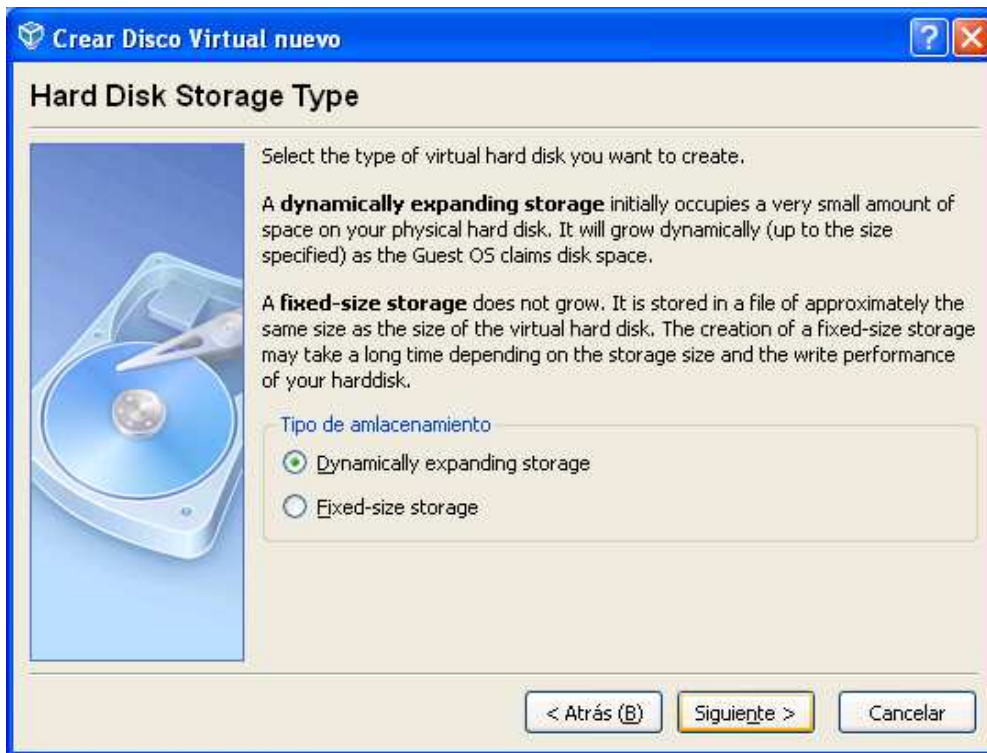 Crear Disco Virtual nuevo
Hard Disk Storage Type
Select the type of virtual hard disk you want to create.
A dynamically expanding storage initially occupies a very small amount of
space on your physical hard disk. It will grow dynamically (up to the size
specified) as the Guest OS claims disk space.
A fixed-size storage does not grow. It is stored in a file of approximately the
same size as the size of the virtual hard disk. The creation of a fixed-size storage
may take a long time depending on the storage size and the write performance
of your harddisk.
Tipo de amlacenamiento
Dynamically expanding storage
Fixed-size storage
< Atrás (B) Siguiente > Cancelar